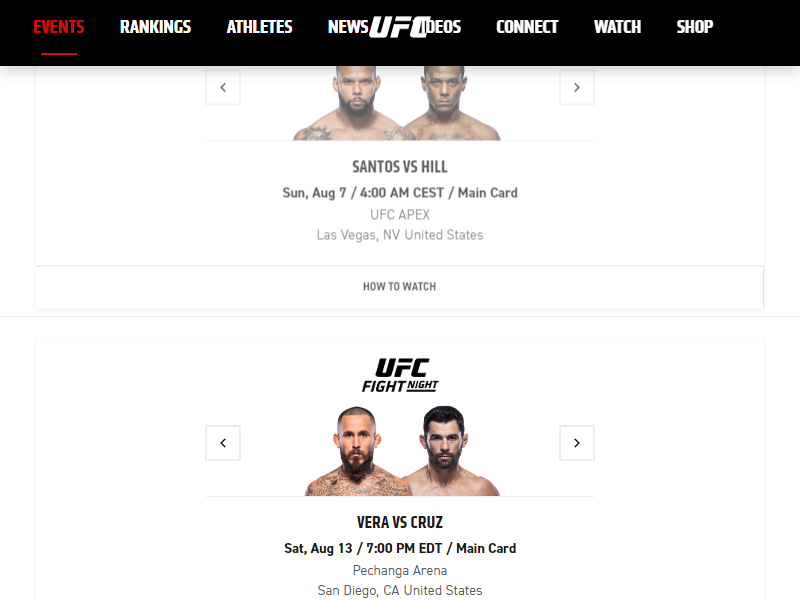 EVENTS RANKINGS ATHLETES NEWS UFC IDEOS CONNECT WATCH SHOP
SANTOS VS HILL
Sun, Aug 7 / 4:00 AM CEST / Main Card
UFC APEX
Las Vegas, NV United States
HOW TO WATCH
UFC
FIGHT NIGHT
VERA VS CRUZ
Sat, Aug 13 / 7:00 PM EDT / Main Card
Pechanga Arena
San Diego, CA United States